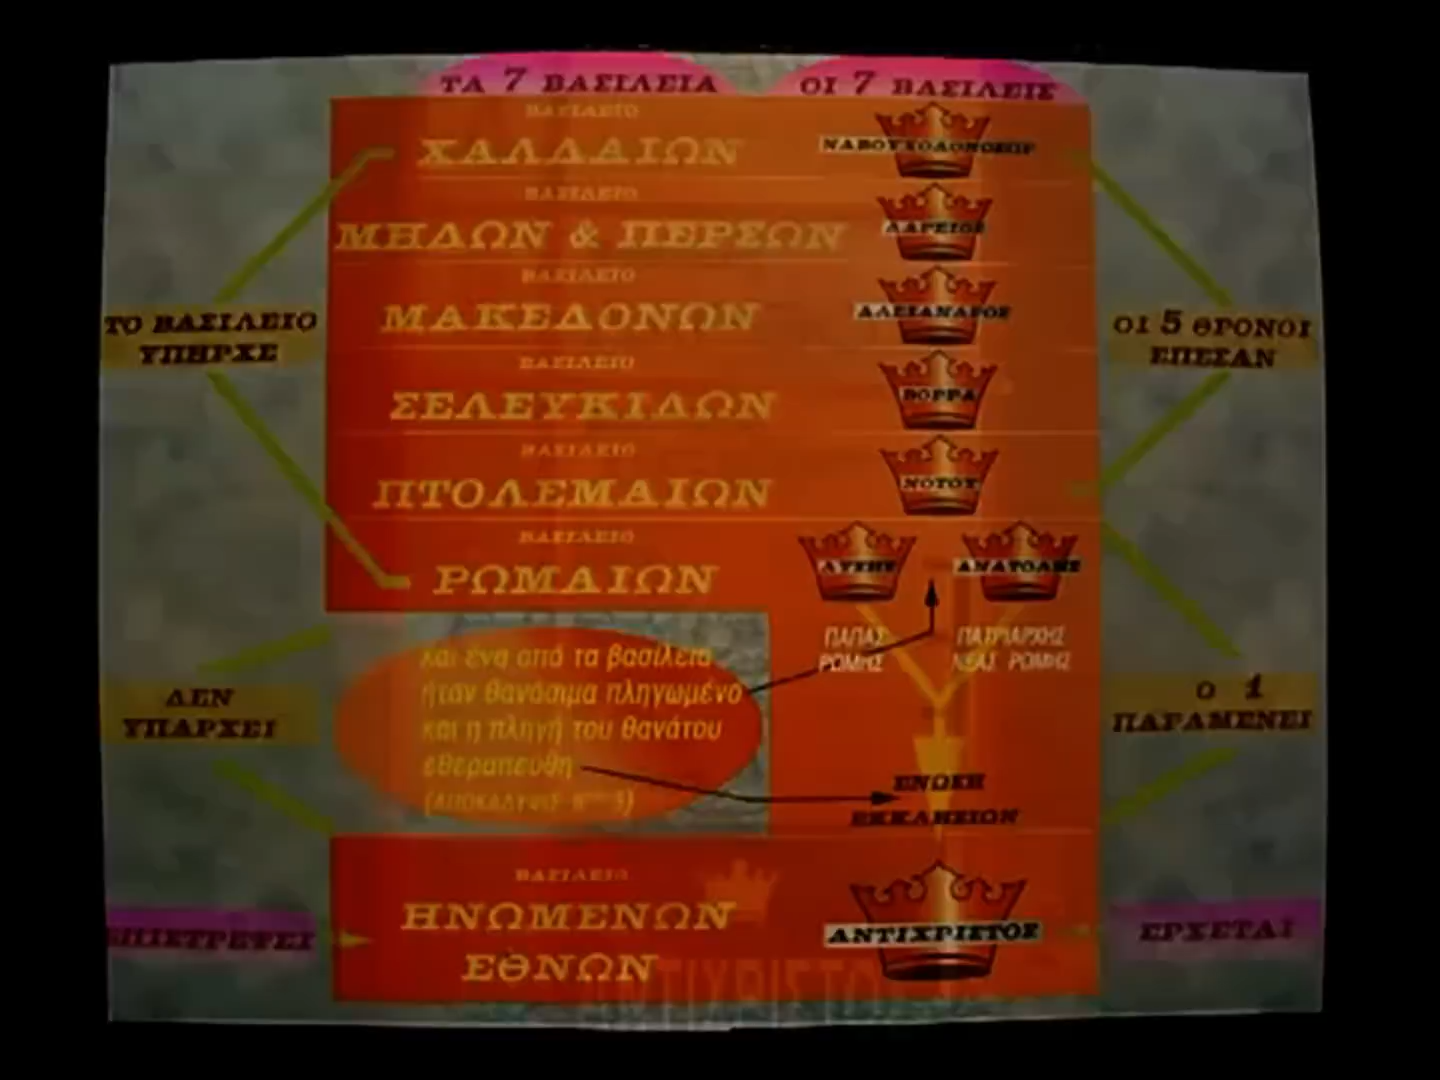 ΤΑ 7 ΒΑΣΙΛΕΙΑ
ΟΙ 7 ΒΑΣΙΛΕΙΣ
ΒΑΣΙΛΕΙΟ
ΧΑΛΔΑΙΩΝ
ΝΑΒΟΥΧΟΔΟΝΟΣΩΡ
ΒΑΣΙΛΕΙΟ
ΜΗΔΩΝ & ΠΕΡΣΩΝ
ΔΑΡΕΙΟΣ
ΒΑΣΙΛΕΙΟ
ΜΑΚΕΔΟΝΩΝ
ΑΛΕΞΑΝΔΡΟΣ
ΒΑΣΙΛΕΙΟ
ΣΕΛΕΥΚΙΔΩΝ
ΒΟΡΡΑ
ΒΑΣΙΛΕΙΟ
ΠΤΟΛΕΜΑΙΩΝ
ΝΟΤΟΥ
ΒΑΣΙΛΕΙΟ
ΡΩΜΑΙΩΝ
ΔΥΣΗΣ
ΑΝΑΤΟΛΗΣ
ΠΑΠΑΣ
ΡΩΜΗΣ
ΠΑΤΡΙΑΡΧΗΣ
ΝΕΑΣ ΡΩΜΗΣ
ΤΟ ΒΑΣΙΛΕΙΟ
ΥΠΗΡΧΕ
ΟΙ 5 ΘΡΟΝΟΙ
ΕΠΕΣΑΝ
και ένα από τα βασίλεια
ήταν θανάσιμα πληγωμένο
και η πληγή του θανάτου
εθεραπεύθη
ΔΕΝ
ΥΠΑΡΧΕΙ
Ο 1
ΠΑΡΑΜΕΝΕΙ
ΕΝΩΣΗ
ΕΚΚΛΗΣΙΩΝ
ΒΑΣΙΛΕΙΟ
ΗΝΩΜΕΝΩΝ
ΕΘΝΩΝ
ΑΝΤΙΧΡΙΣΤΟΣ
ΕΠΙΣΤΡΕΨΕΙ
ΕΡΧΕΤΑΙ